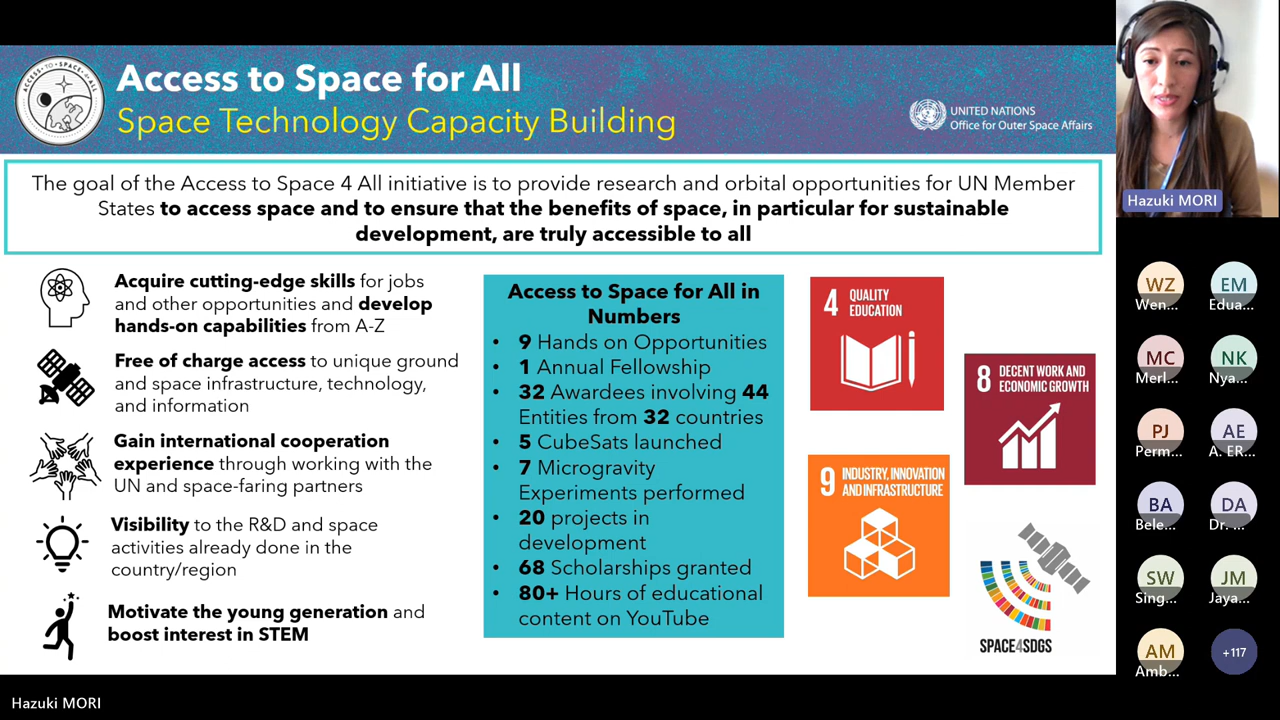 Access to Space for All
Space Technology Capacity Building
ACCESS • TO • SPACE • 4 • ALL
UNITED NATIONS
Office for Outer Space Affairs
The goal of the Access to Space 4 All initiative is to provide research and orbital opportunities for UN Member
States to access space and to ensure that the benefits of space, in particular for sustainable
development, are truly accessible to all
Acquire cutting-edge skills for jobs
and other opportunities and develop
hands-on capabilities from A-Z
Free of charge access to unique ground
and space infrastructure, technology,
and information
Gain international cooperation
experience through working with the
UN and space-faring partners
Visibility to the R&D and space
activities already done in the
country/region
Motivate the young generation and
boost interest in STEM
Access to Space for All in
Numbers
• 9 Hands on Opportunities
• 1 Annual Fellowship
• 32 Awardees involving 44
Entities from 32 countries
• 5 CubeSats launched
• 7 Microgravity
Experiments performed
• 20 projects in
development
• 68 Scholarships granted
• 80+ Hours of educational
content on YouTube
4 QUALITY
EDUCATION
8 DECENT WORK AND
ECONOMIC GROWTH
9 INDUSTRY, INNOVATION
AND INFRASTRUCTURE
SPACE4SDGS
Hazuki MORI
WZ
Wen...
EM
Edua...
MC
Merl...
NK
Nya...
PJ
Perm...
AE
A. ER...
BA
Bele...
DA
Dr. ...
SW
Sing...
JM
Jaya...
AM
Amb...
+117
Hazuki MORI